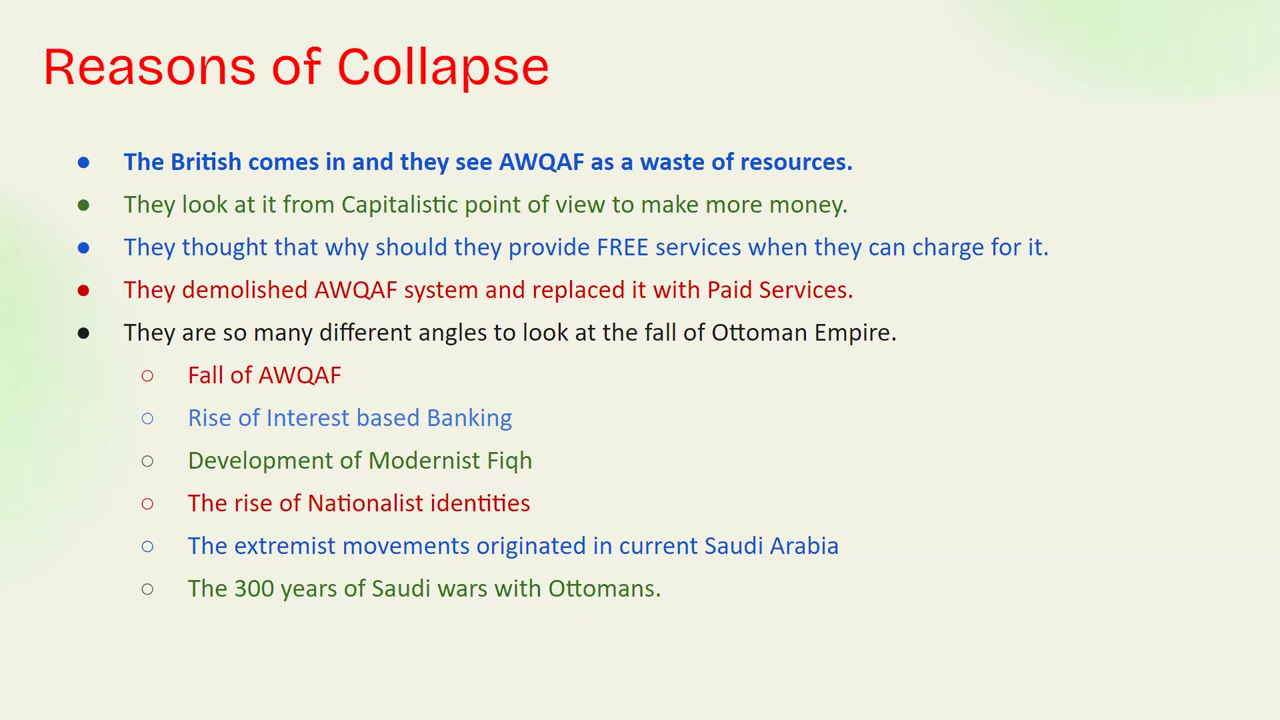 Reasons of Collapse
● The British comes in and they see AWQAF as a waste of resources.
● They look at it from Capitalistic point of view to make more money.
● They thought that why should they provide FREE services when they can charge for it.
● They demolished AWQAF system and replaced it with Paid Services.
● They are so many different angles to look at the fall of Ottoman Empire.
○ Fall of AWQAF
○ Rise of Interest based Banking
○ Development of Modernist Fiqh
○ The rise of Nationalist identities
○ The extremist movements originated in current Saudi Arabia
○ The 300 years of Saudi wars with Ottomans.